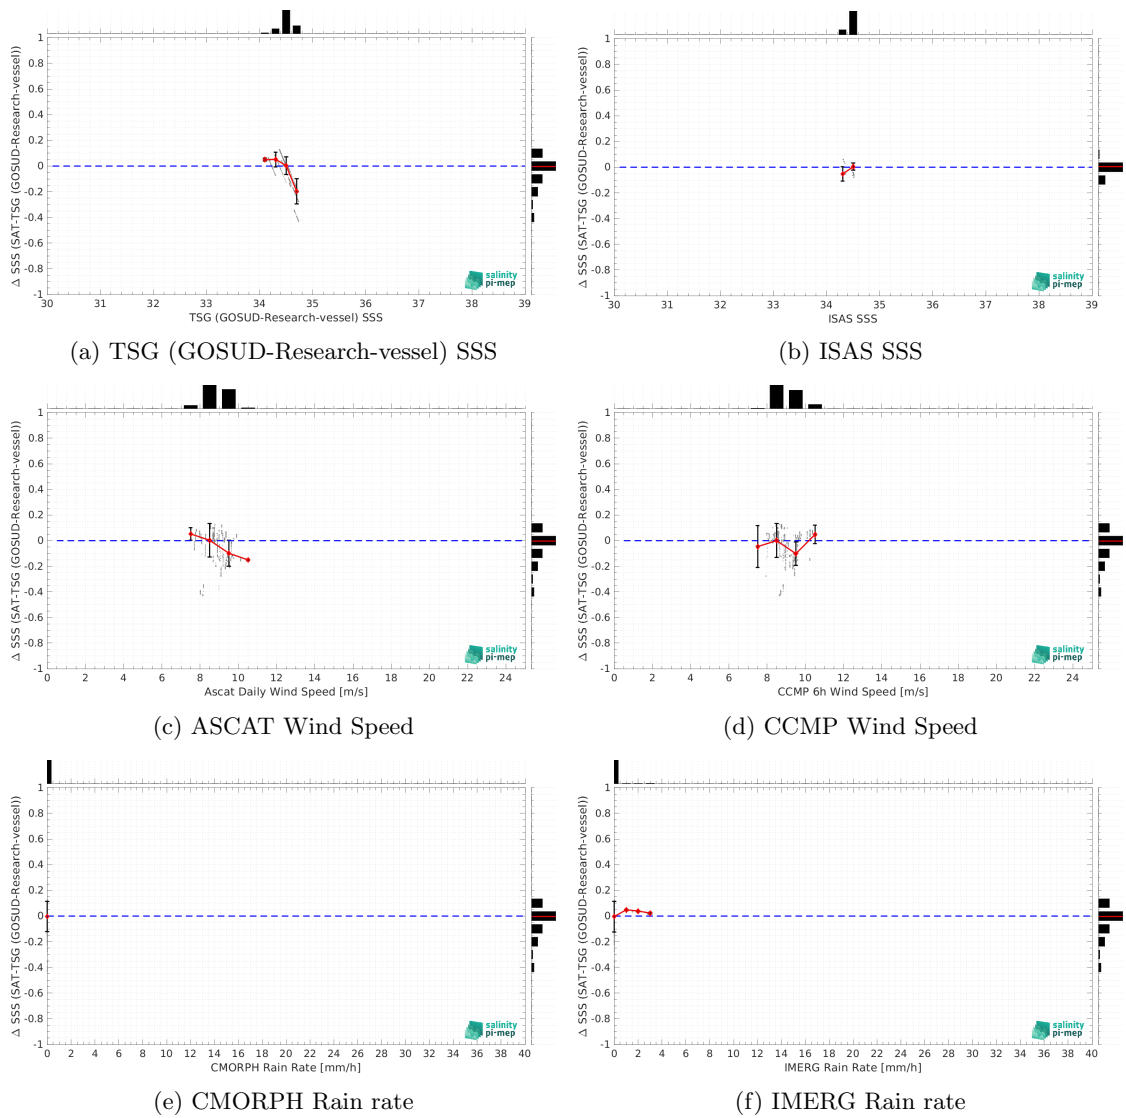 1
0.8
0.6
0.4
0.2
0
-0.2
-0.4
-0.6
-0.8
-1
Δ SSS (SAT-TSG (GOSUD-Research-vessel))
salinity
pi-mep
30 31 32 33 34 35 36 37 38 39
TSG (GOSUD-Research-vessel) SSS
(a) TSG (GOSUD-Research-vessel) SSS
1
0.8
0.6
0.4
0.2
0
-0.2
-0.4
-0.6
-0.8
-1
Δ SSS (SAT-TSG (GOSUD-Research-vessel))
salinity
pi-mep
30 31 32 33 34 35 36 37 38 39
ISAS SSS
(b) ISAS SSS
1
0.8
0.6
0.4
0.2
0
-0.2
-0.4
-0.6
-0.8
-1
Δ SSS (SAT-TSG (GOSUD-Research-vessel))
salinity
pi-mep
0 2 4 6 8 10 12 14 16 18 20 22 24
Ascat Daily Wind Speed [m/s]
(c) ASCAT Wind Speed
1
0.8
0.6
0.4
0.2
0
-0.2
-0.4
-0.6
-0.8
-1
Δ SSS (SAT-TSG (GOSUD-Research-vessel))
salinity
pi-mep
0 2 4 6 8 10 12 14 16 18 20 22 24
CCMP 6h Wind Speed [m/s]
(d) CCMP Wind Speed
1
0.8
0.6
0.4
0.2
0
-0.2
-0.4
-0.6
-0.8
-1
Δ SSS (SAT-TSG (GOSUD-Research-vessel))
salinity
pi-mep
0 4 8 12 16 20 24 28 32 36 40
CMORPH Rain Rate [mm/h]
(e) CMORPH Rain rate
1
0.8
0.6
0.4
0.2
0
-0.2
-0.4
-0.6
-0.8
-1
Δ SSS (SAT-TSG (GOSUD-Research-vessel))
salinity
pi-mep
0 2 4 6 8 10 12 14 16 18 20 22 24 26 28 30 32 34 36 38 40
IMERG Rain Rate [mm/h]
(f) IMERG Rain rate